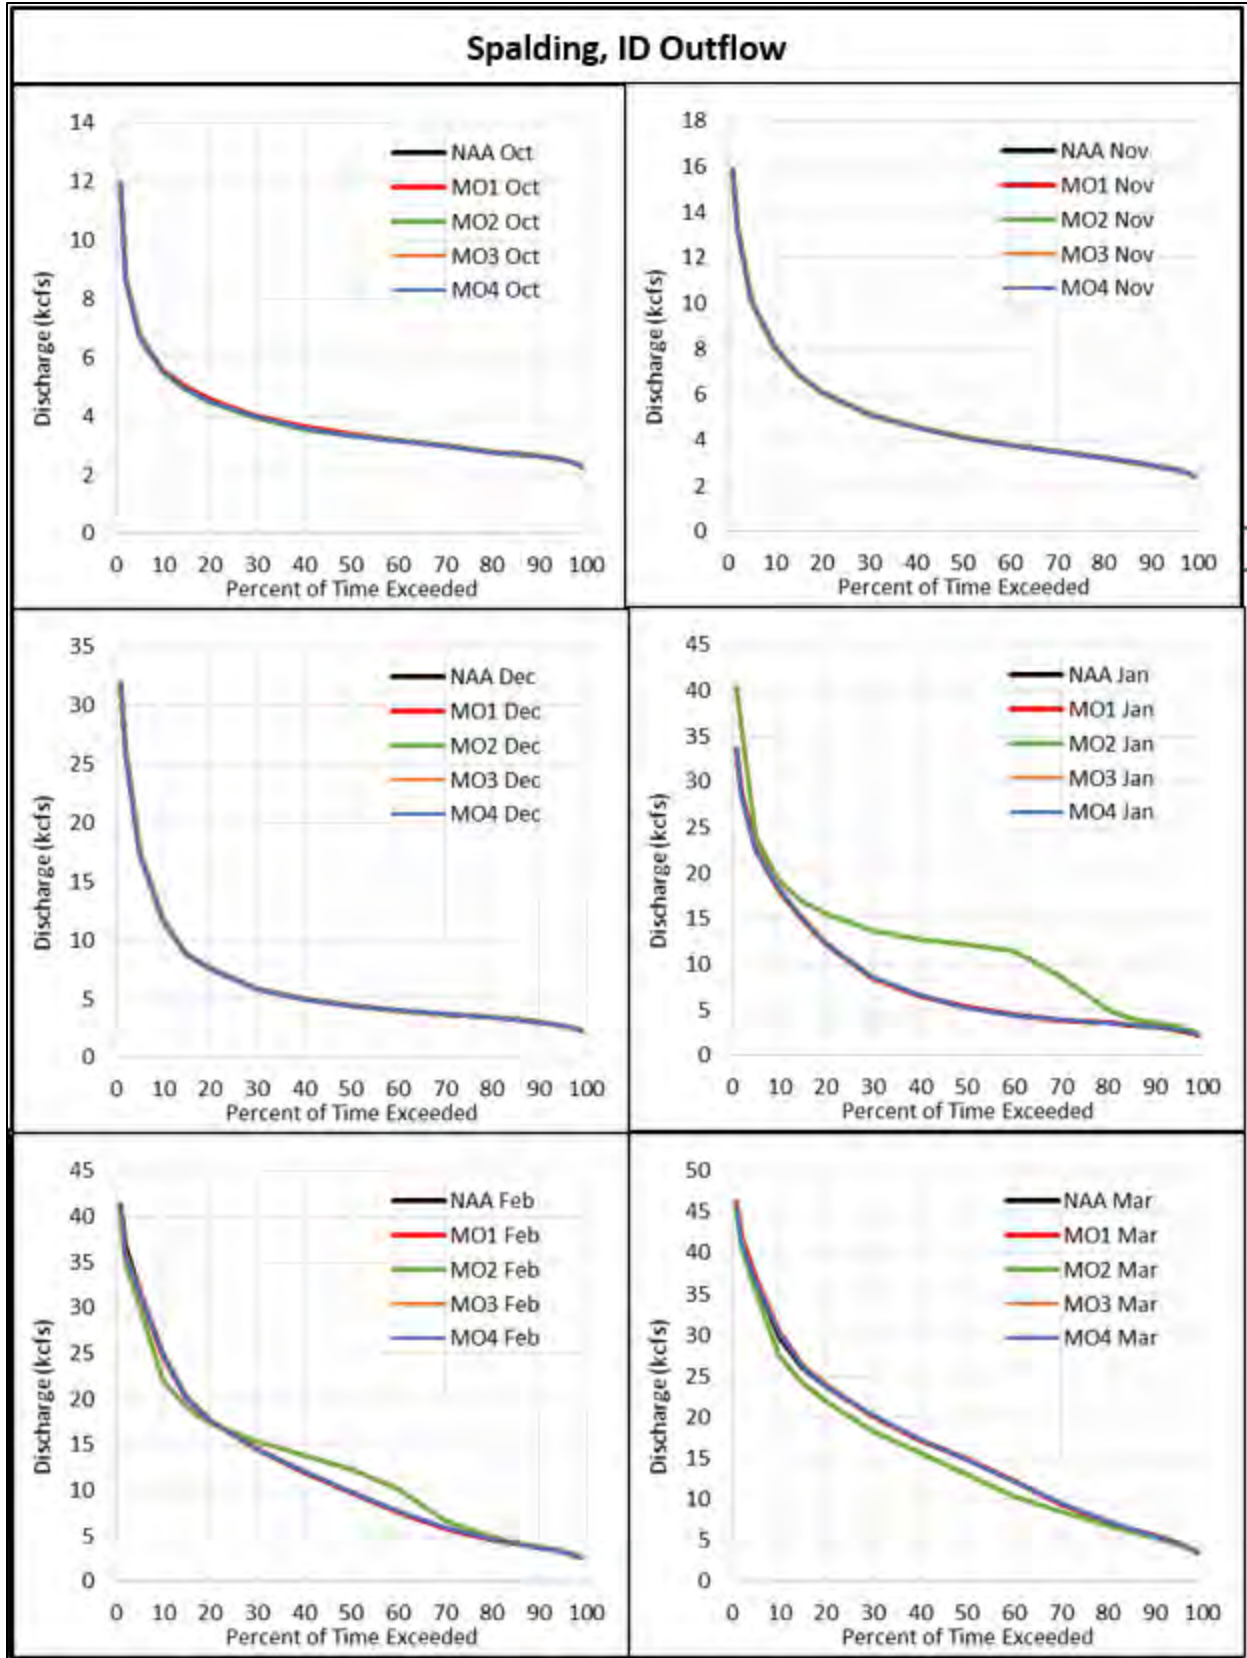 Spalding, ID Outflow
14
12
10
8
6
4
2
0
Discharge (kcfs)
NAA Oct
MO1 Oct
MO2 Oct
MO3 Oct
MO4 Oct
0 10 20 30 40 50 60 70 80 90 100
Percent of Time Exceeded
18
16
14
12
10
8
6
4
2
0
Discharge (kcfs)
NAA Nov
MO1 Nov
MO2 Nov
MO3 Nov
MO4 Nov
0 10 20 30 40 50 60 70 80 90 100
Percent of Time Exceeded
35
30
25
20
15
10
5
0
Discharge (kcfs)
NAA Dec
MO1 Dec
MO2 Dec
MO3 Dec
MO4 Dec
0 10 20 30 40 50 60 70 80 90 100
Percent of Time Exceeded
45
40
35
30
25
20
15
10
5
0
Discharge (kcfs)
NAA Jan
MO1 Jan
MO2 Jan
MO3 Jan
MO4 Jan
0 10 20 30 40 50 60 70 80 90 100
Percent of Time Exceeded
45
40
35
30
25
20
15
10
5
0
Discharge (kcfs)
NAA Feb
MO1 Feb
MO2 Feb
MO3 Feb
MO4 Feb
0 10 20 30 40 50 60 70 80 90 100
Percent of Time Exceeded
50
45
40
35
30
25
20
15
10
5
0
Discharge (kcfs)
NAA Mar
MO1 Mar
MO2 Mar
MO3 Mar
MO4 Mar
0 10 20 30 40 50 60 70 80 90 100
Percent of Time Exceeded